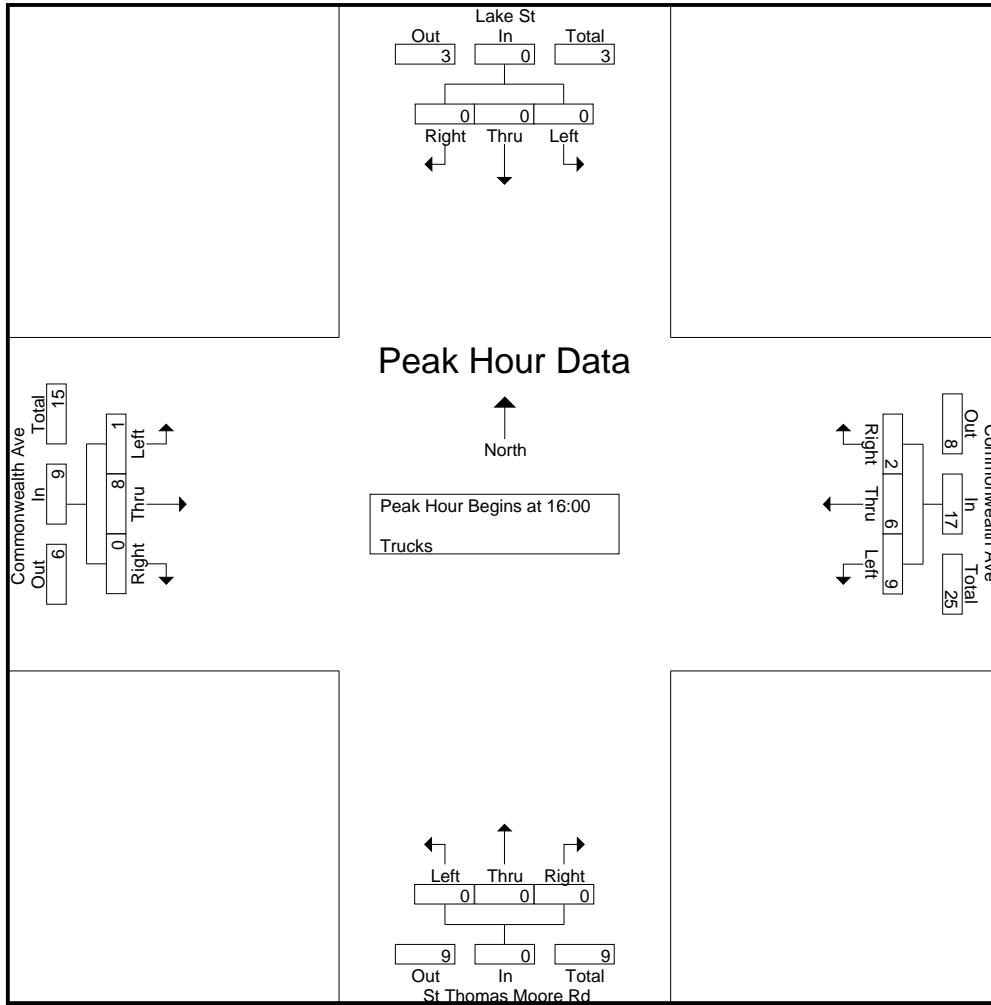 Lake St
Out In Total
3 0 3
0 0 0
Right Thru Left
Peak Hour Data
North
Peak Hour Begins at 16:00
Trucks
Commonwealth Ave
Out In Total
6 9 15
1 8 0
Left Thru Right
Commonwealth Ave
Out In Total
8 17 25
2 6 9
Right Thru Left
Left Thru Right
0 0 0
9 0 9
Out In Total
St Thomas Moore Rd